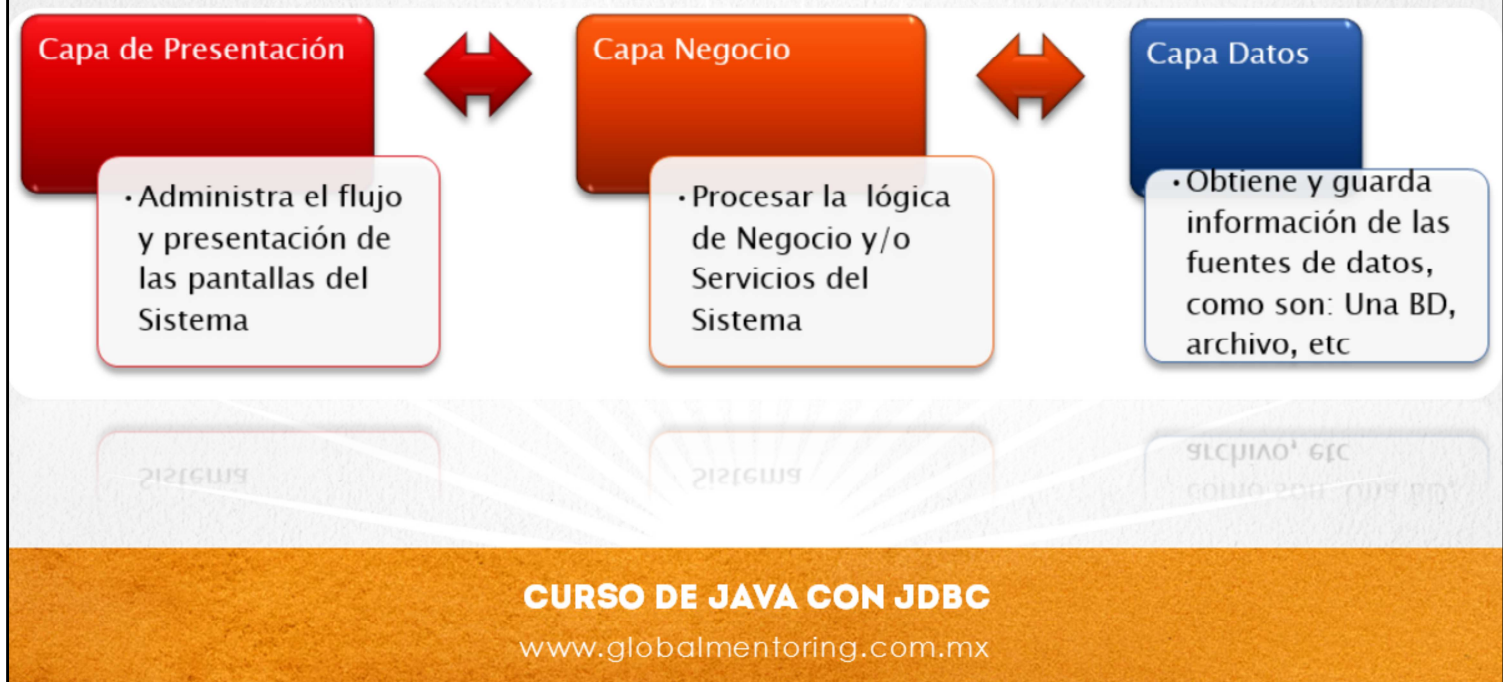 Capa de Presentación
· Administra el flujo
y presentación de
las pantallas del
Sistema
Capa Negocio
· Procesar la  lógica
de Negocio y/o
Servicios del
Sistema
Capa Datos
· Obtiene y guarda
información de las
fuentes de datos,
como son: Una BD,
archivo, etc
CURSO DE JAVA CON JDBC
www.globalmentoring.com.mx